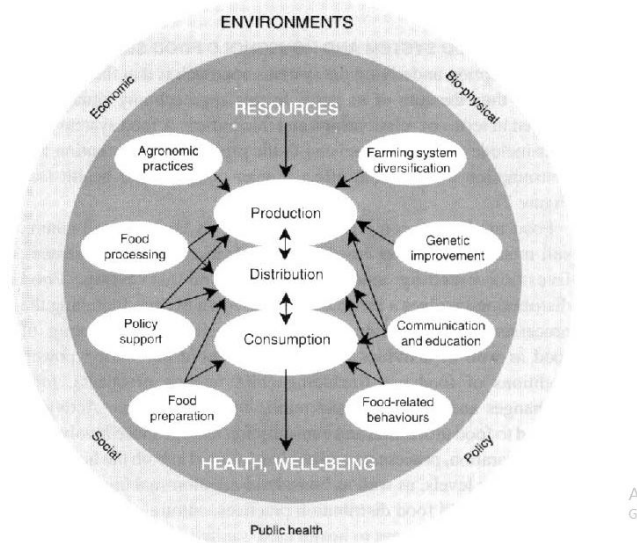 ENVIRONMENTS
Economic
Bio-physical
RESOURCES
Agronomic
practices
Farming system
diversification
Production
Food
processing
Genetic
improvement
Distribution
Policy
support
Communication
and education
Consumption
Food
preparation
Food-related
behaviours
Social
Policy
HEALTH, WELL-BEING
Public health